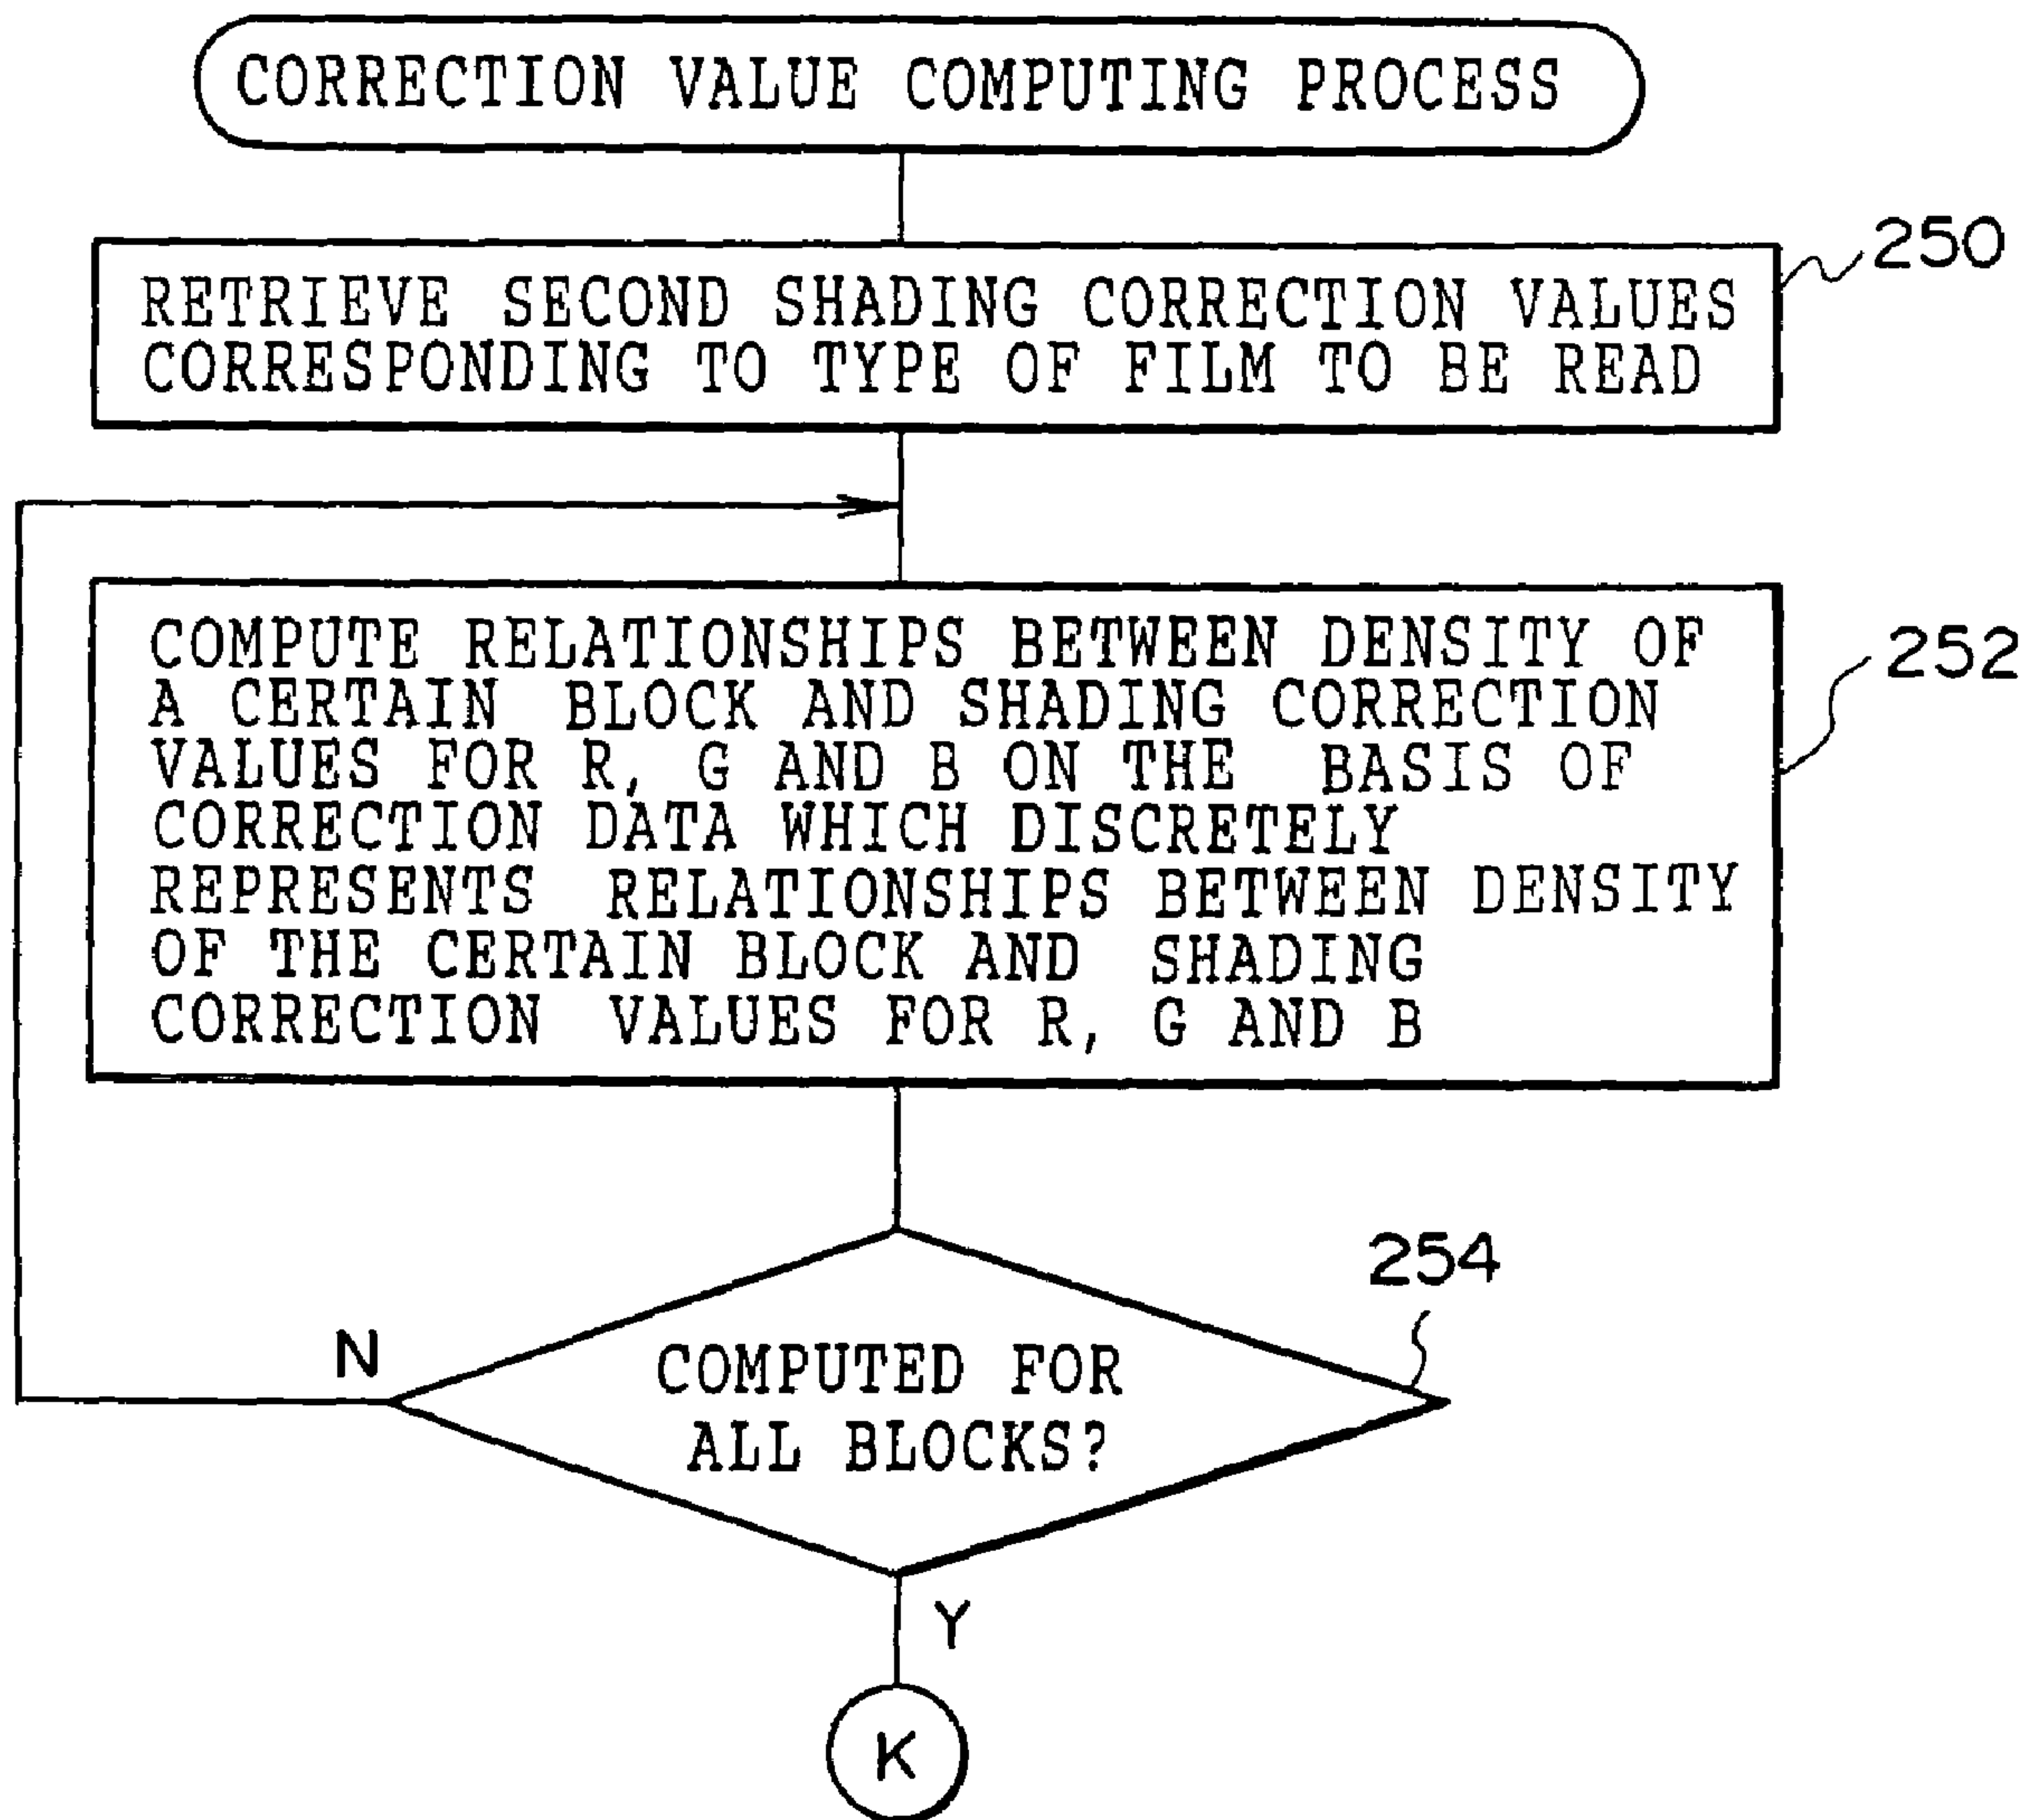 CORRECTION VALUE COMPUTING PROCESS
250
RETRIEVE SECOND SHADING CORRECTION VALUES
CORRESPONDING TO TYPE OF FILM TO BE READ
252
COMPUTE RELATIONSHIPS BETWEEN DENSITY OF
A CERTAIN BLOCK AND SHADING CORRECTION
VALUES FOR R, G AND B ON THE BASIS OF
CORRECTION DATA WHICH DISCRETELY
REPRESENTS RELATIONSHIPS BETWEEN DENSITY
OF THE CERTAIN BLOCK AND SHADING
CORRECTION VALUES FOR R, G AND B
254
N
COMPUTED FOR
ALL BLOCKS?
Y
K